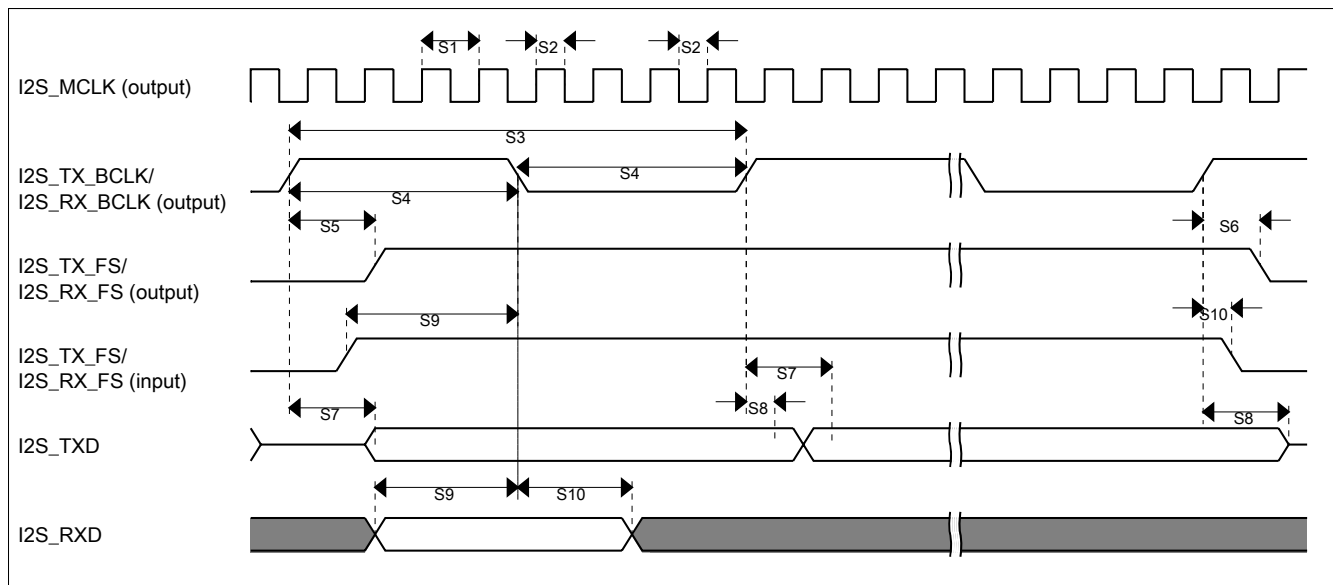 S1 S2 S2
I2S_MCLK (output)
S3
I2S_TX_BCLK/
I2S_RX_BCLK (output)
S4
S4
S5
S6
I2S_TX_FS/
I2S_RX_FS (output)
S9
S10
I2S_TX_FS/
I2S_RX_FS (input)
S7
S7
S8
S8
I2S_TXD
S9 S10
I2S_RXD